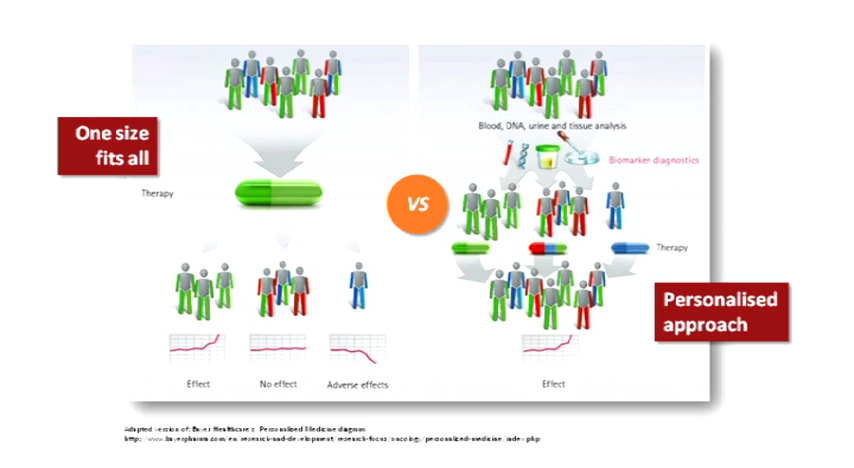 One size
fits all
Therapy
Effect
No effect
Adverse effects
VS
Blood, DNA, urine and tissue analysis
Biomarker diagnostics
Therapy
Effect
Personalised
approach
Adapted version of: Bayer Healthcare's Personalised Medicine diagram
http://www.bayerpharma.com/en/research-and-development/research-focus/oncology/personalized-medicine/index.php